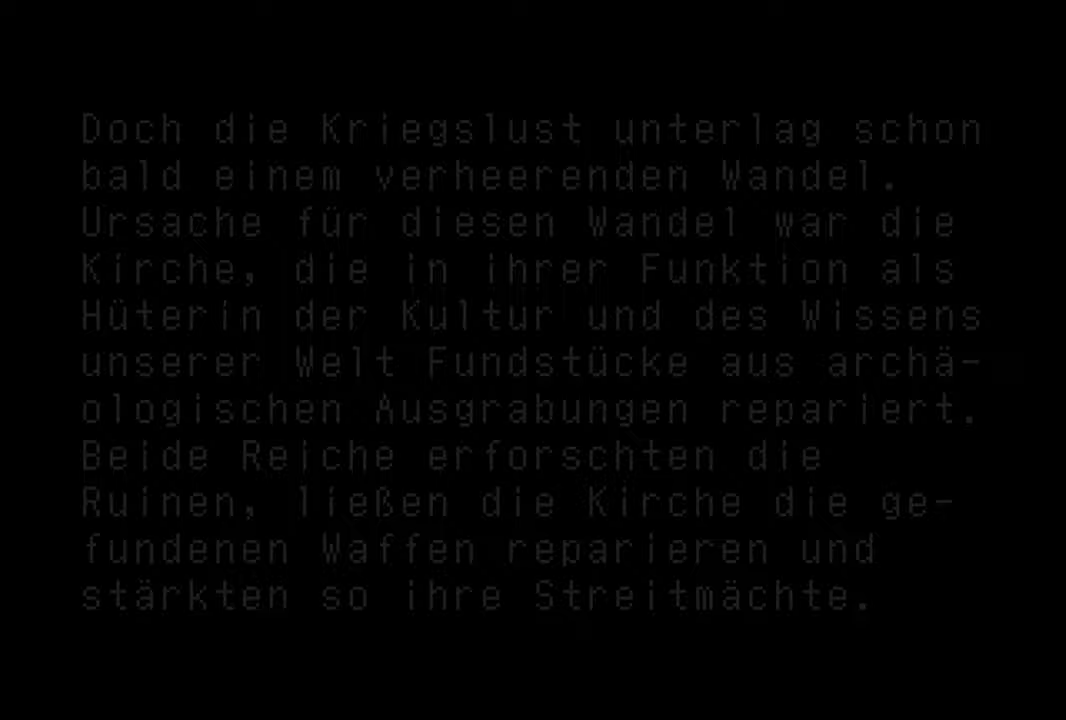 Doch die Kriegslust unterlag schon
bald einem verheerenden Wandel.
Ursache für diesen Wandel war die
Kirche, die in ihrer Funktion als
Hüterin der Kultur und des Wissens
unserer Welt Fundstücke aus archä-
ologischen Ausgrabungen repariert.
Beide Reiche erforschten die
Ruinen, ließen die Kirche die ge-
fundenen Waffen reparieren und
stärkten so ihre Streitmächte.